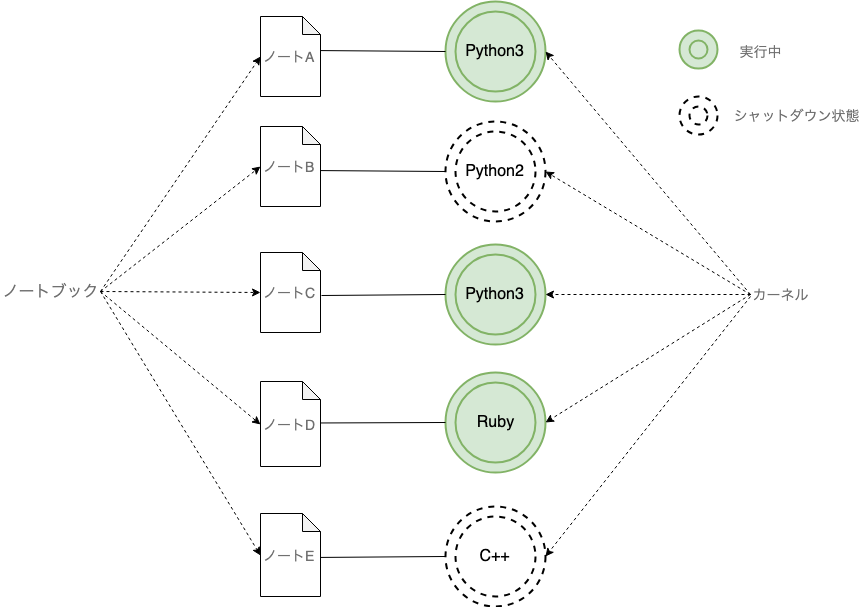 ノートA
Python3
実行中
シャットダウン状態
ノートB
Python2
ノートブック
ノートC
Python3
カーネル
ノートD
Ruby
ノートE
C++